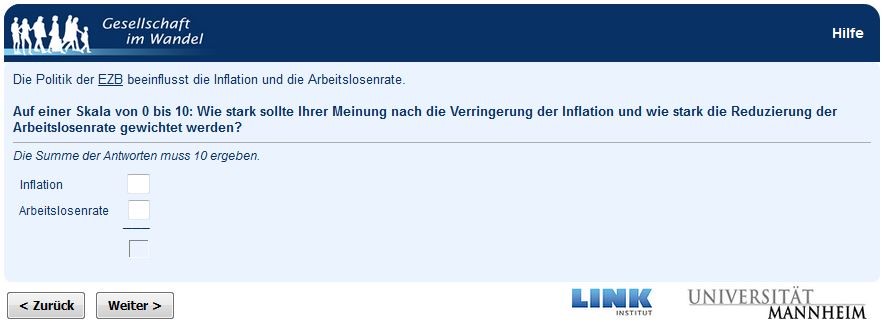 Gesellschaft
im Wandel
Hilfe
Die Politik der EZB beeinflusst die Inflation und die Arbeitslosenrate.
Auf einer Skala von 0 bis 10: Wie stark sollte Ihrer Meinung nach die Verringerung der Inflation und wie stark die Reduzierung der
Arbeitslosenrate gewichtet werden?
Die Summe der Antworten muss 10 ergeben.
Inflation
Arbeitslosenrate
< Zurück
Weiter >
LINK
INSTITUT
UNIVERSITÄT
MANNHEIM